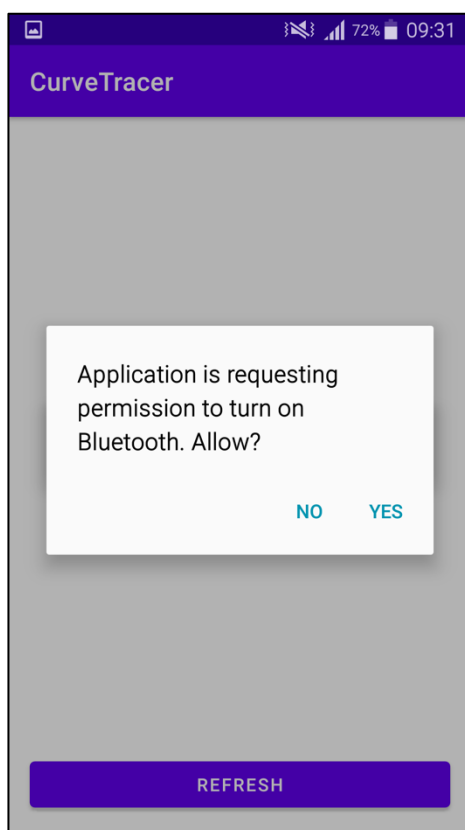 72% 09:31
CurveTracer
Application is requesting
permission to turn on
Bluetooth. Allow?
NO YES
REFRESH